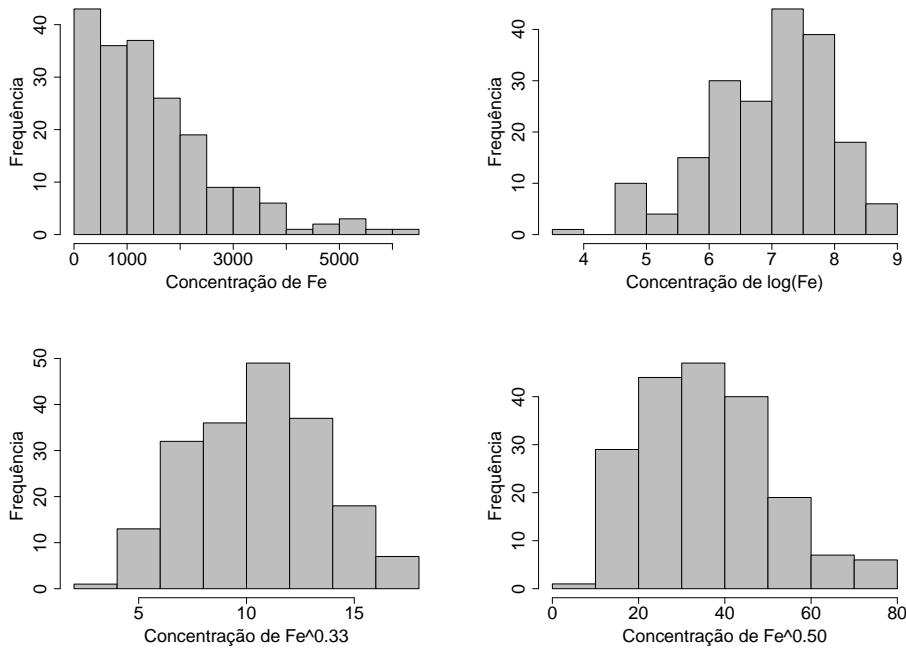 Frequência
0 10 20 30 40
0 1000 3000 5000
Concentração de Fe
Frequência
0 10 20 30 40
4 5 6 7 8 9
Concentração de log(Fe)
Frequência
0 10 20 30 40 50
5 10 15
Concentração de Fe^0.33
Frequência
0 10 20 30 40
0 20 40 60 80
Concentração de Fe^0.50